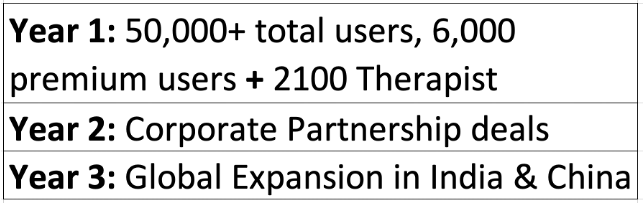 Year 1: 50,000+ total users, 6,000
premium users + 2100 Therapist
Year 2: Corporate Partnership deals
Year 3: Global Expansion in India & China